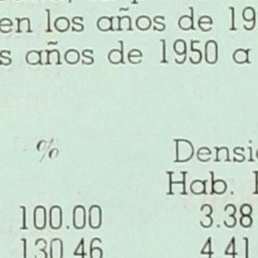 en los años de 19
s años de 1950 a
% Densi
Hab.
100.00 3.38
130.46 4.41